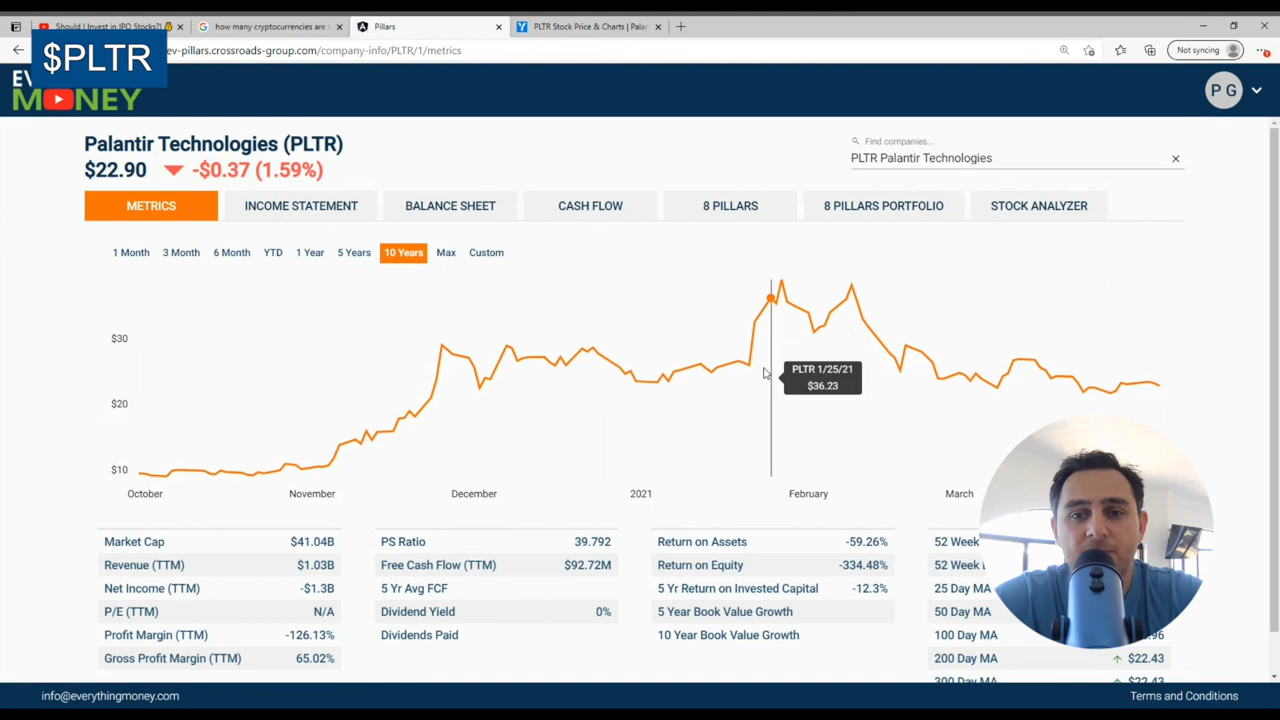 Should I Invest in IPO Stocks?!
how many cryptocurrencies are
Pillars
PLTR Stock Price & Charts | Pala
$PLTR
ev-pillars.crossroads-group.com/company-info/PLTR/1/metrics
Not syncing
EV
MONEY
P G
Palantir Technologies (PLTR)
$22.90 -$0.37 (1.59%)
Find companies...
PLTR Palantir Technologies
METRICS INCOME STATEMENT BALANCE SHEET CASH FLOW 8 PILLARS 8 PILLARS PORTFOLIO STOCK ANALYZER
1 Month 3 Month 6 Month YTD 1 Year 5 Years 10 Years Max Custom
$30
PLTR 1/25/21
$36.23
$20
$10
October November December 2021 February March
Market Cap $41.04B PS Ratio 39.792 Return on Assets -59.26% 52 Week
Revenue (TTM) $1.03B Free Cash Flow (TTM) $92.72M Return on Equity -334.48% 52 Week
Net Income (TTM) -$1.3B 5 Yr Avg FCF 5 Yr Return on Invested Capital -12.3% 25 Day MA
P/E (TTM) N/A Dividend Yield 0% 5 Year Book Value Growth 50 Day MA
Profit Margin (TTM) -126.13% Dividends Paid 10 Year Book Value Growth 100 Day MA
Gross Profit Margin (TTM) 65.02% 200 Day MA $22.43
300 Day MA $22.43
info@everythingmoney.com Terms and Conditions